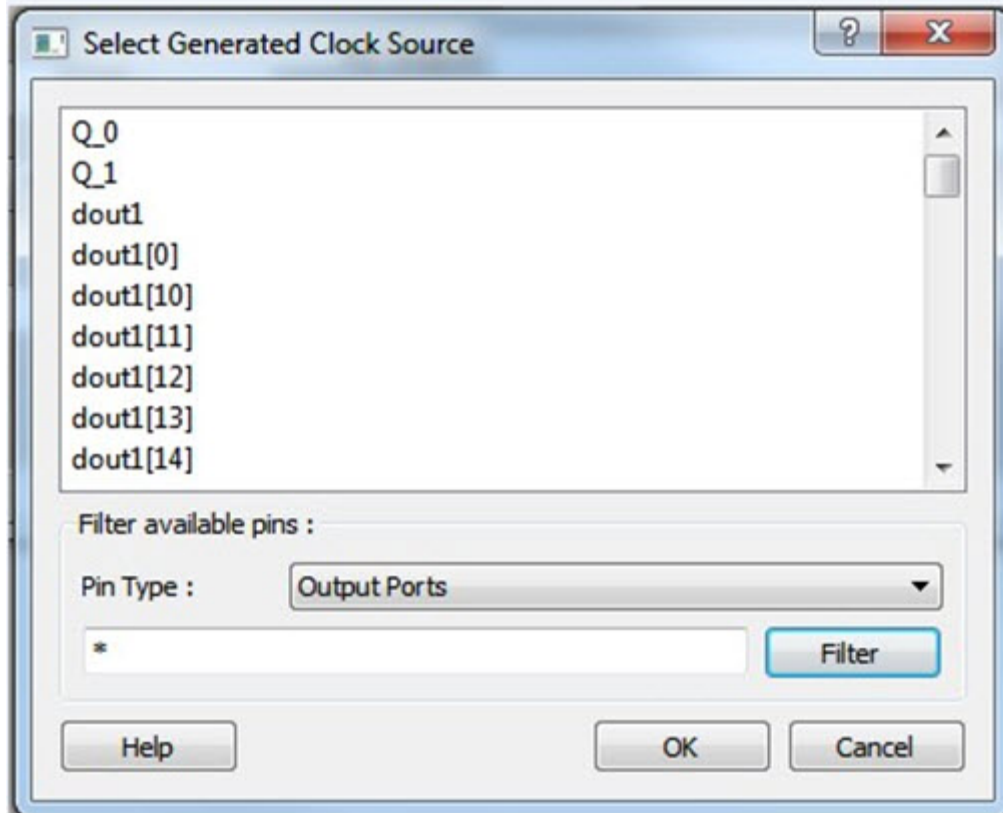 Select Generated Clock Source
?
Q_0
Q_1
dout1
dout1[0]
dout1[10]
dout1[11]
dout1[12]
dout1[13]
dout1[14]
Filter available pins :
Pin Type :
Output Ports
*
Filter
Help
OK
Cancel